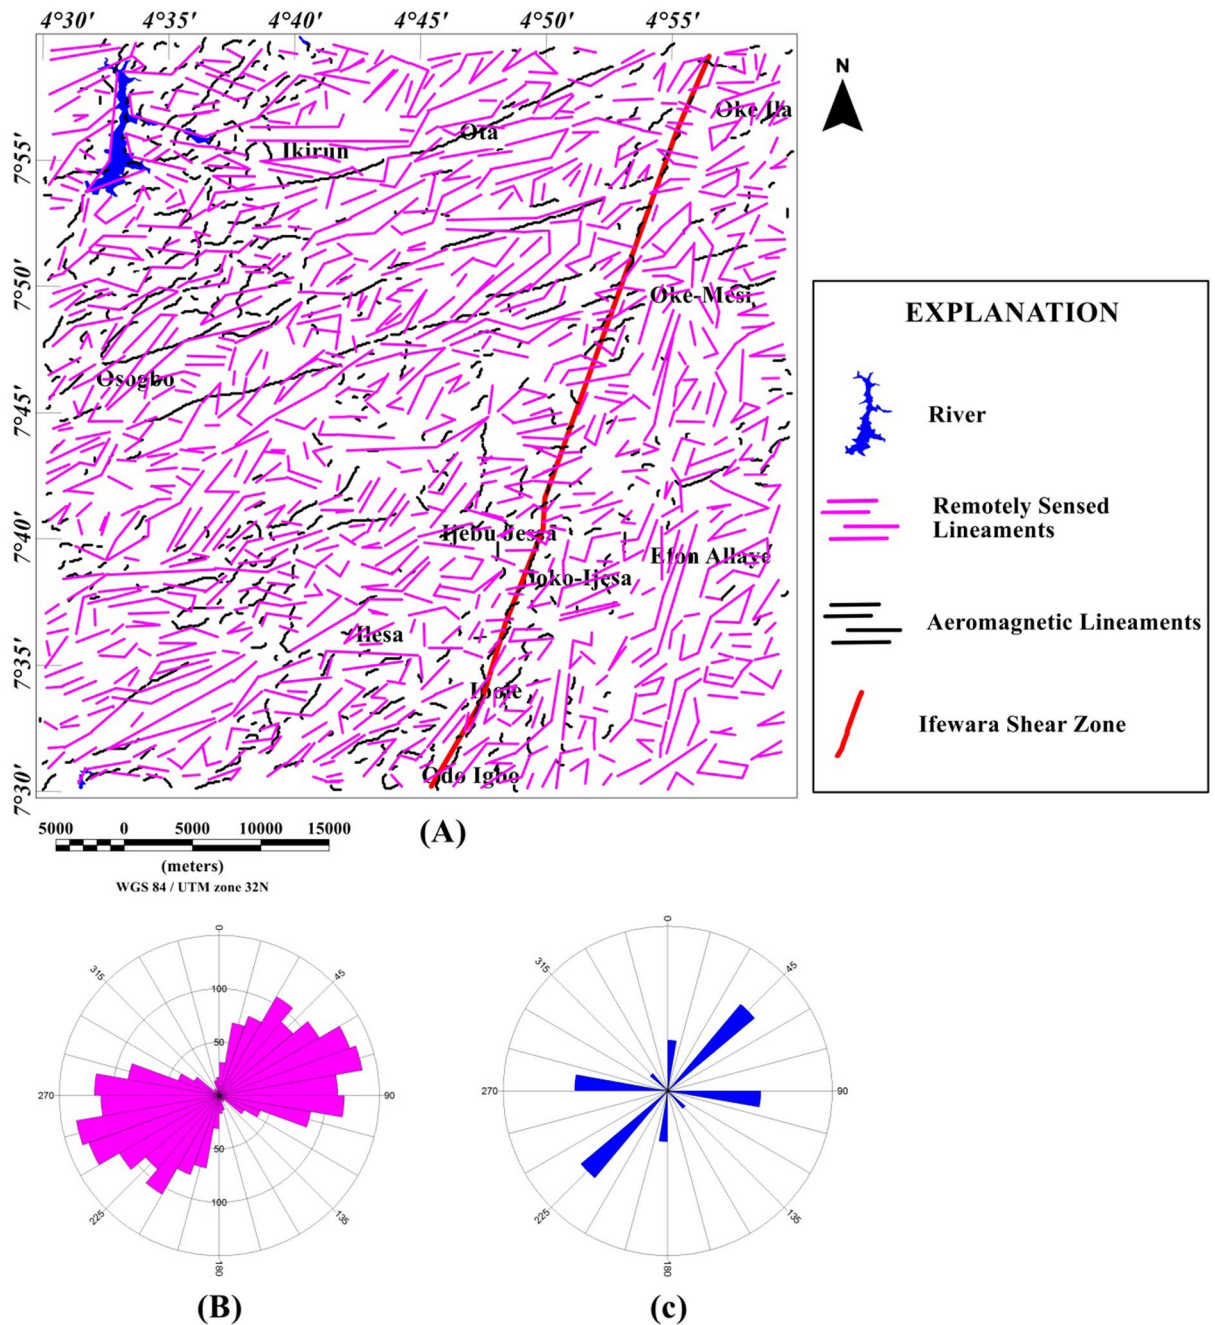 4°30' 4°35' 4°40' 4°45' 4°50' 4°55'
N
Oke Ila
Ota
Ikirun
7°55'
7°50'
Oke-Mesi
EXPLANATION
Osogbo
7°45'
River
Remotely Sensed
Lineaments
7°40'
Ijebu Jessa
Efon Allaye
Ioko-Ijesa
Aeromagnetic Lineaments
Ilesa
7°35'
Ipole
Ifewara Shear Zone
Odo Igbo
7°30'
5000 0 5000 10000 15000
(meters)
WGS 84 / UTM zone 32N
(A)
0
315 45
100
50
270 90
50
100
225 135
180
(B)
0
315 45
270 90
225 135
180
(c)